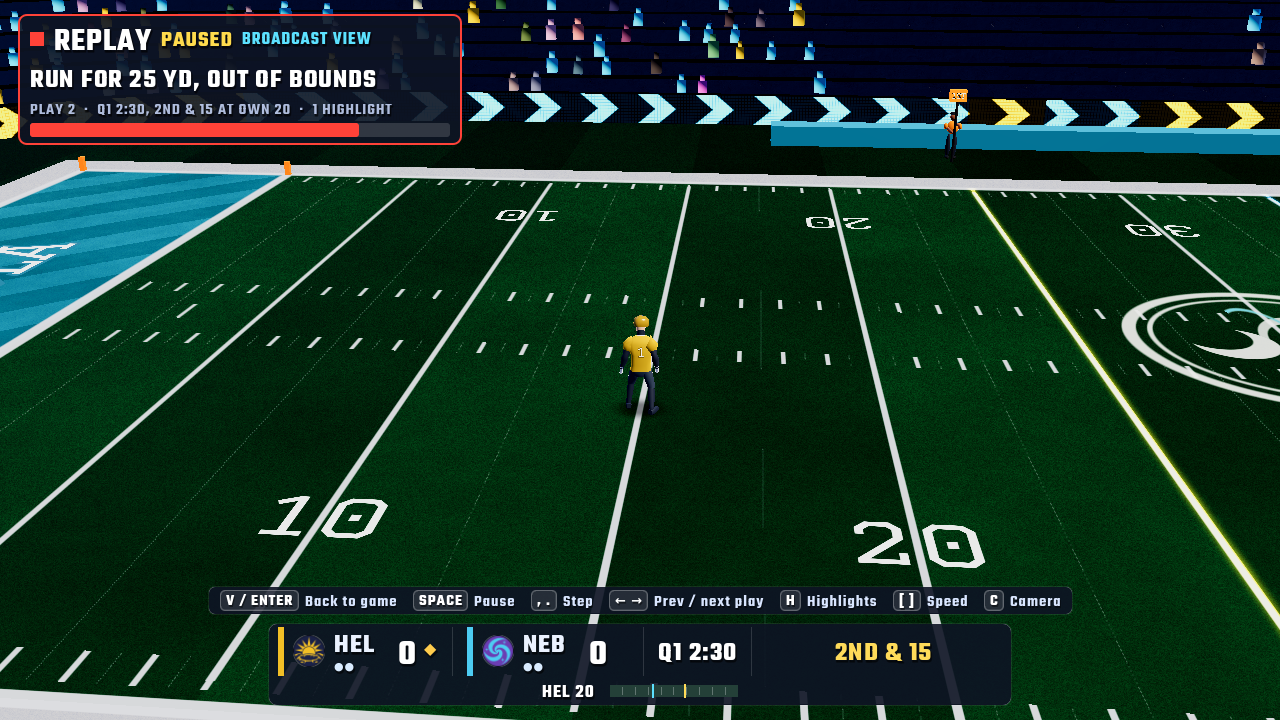 REPLAY PAUSED BROADCAST VIEW
RUN FOR 25 YD, OUT OF BOUNDS
PLAY 2 · Q1 2:30, 2ND & 15 AT OWN 20 · 1 HIGHLIGHT
10 20 30
1
10 20
V / ENTER Back to game SPACE Pause , . Step ← → Prev / next play H Highlights [ ] Speed C Camera
HEL 0 NEB 0 Q1 2:30 2ND & 15
HEL 20